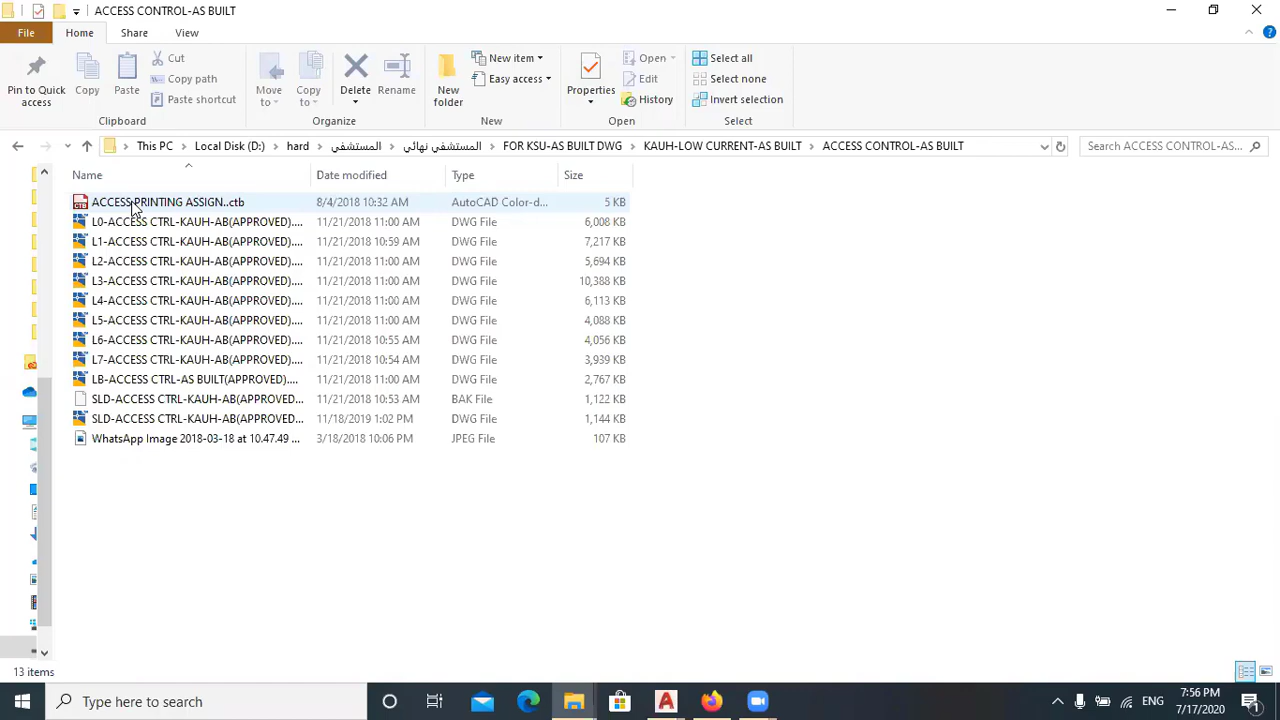 ACCESS CONTROL-AS BUILT
File Home Share View
Pin to Quick access
Copy
Paste
Cut
Copy path
Paste shortcut
Move to
Copy to
Delete
Rename
New folder
New item
Easy access
Properties
Open
Edit
History
Select all
Select none
Invert selection
Clipboard Organize New Open Select
This PC Local Disk (D:) hard المستشفي المستشفي نهائي FOR KSU-AS BUILT DWG KAUH-LOW CURRENT-AS BUILT ACCESS CONTROL-AS BUILT Search ACCESS CONTROL-AS BUILT...
Name Date modified Type Size
ACCESS PRINTING ASSIGN..ctb 8/4/2018 10:32 AM AutoCAD Color-d... 5 KB
L0-ACCESS CTRL-KAUH-AB(APPROVED).... 11/21/2018 11:00 AM DWG File 6,008 KB
L1-ACCESS CTRL-KAUH-AB(APPROVED).... 11/21/2018 10:59 AM DWG File 7,217 KB
L2-ACCESS CTRL-KAUH-AB(APPROVED).... 11/21/2018 11:00 AM DWG File 5,694 KB
L3-ACCESS CTRL-KAUH-AB(APPROVED).... 11/21/2018 11:00 AM DWG File 10,388 KB
L4-ACCESS CTRL-KAUH-AB(APPROVED).... 11/21/2018 11:00 AM DWG File 6,113 KB
L5-ACCESS CTRL-KAUH-AB(APPROVED).... 11/21/2018 11:00 AM DWG File 4,088 KB
L6-ACCESS CTRL-KAUH-AB(APPROVED).... 11/21/2018 10:55 AM DWG File 4,056 KB
L7-ACCESS CTRL-KAUH-AB(APPROVED).... 11/21/2018 10:54 AM DWG File 3,939 KB
LB-ACCESS CTRL-AS BUILT(APPROVED).... 11/21/2018 11:00 AM DWG File 2,767 KB
SLD-ACCESS CTRL-KAUH-AB(APPROVED... 11/21/2018 10:53 AM BAK File 1,122 KB
SLD-ACCESS CTRL-KAUH-AB(APPROVED... 11/18/2019 1:02 PM DWG File 1,144 KB
WhatsApp Image 2018-03-18 at 10.47.49 ... 3/18/2018 10:06 PM JPEG File 107 KB
13 items
Type here to search
ENG
7:56 PM
7/17/2020